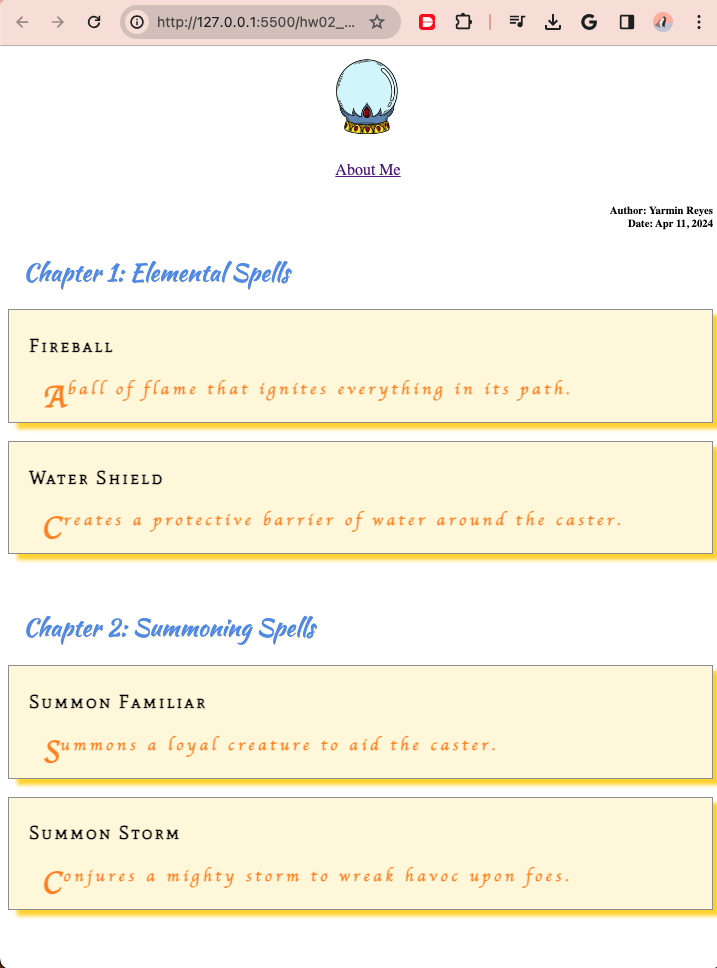 http://127.0.0.1:5500/hw02_...
About Me
Author: Yarmin Reyes
Date: Apr 11, 2024
Chapter 1: Elemental Spells
Fireball
A ball of flame that ignites everything in its path.
Water Shield
Creates a protective barrier of water around the caster.
Chapter 2: Summoning Spells
Summon Familiar
Summons a loyal creature to aid the caster.
Summon Storm
Conjures a mighty storm to wreak havoc upon foes.